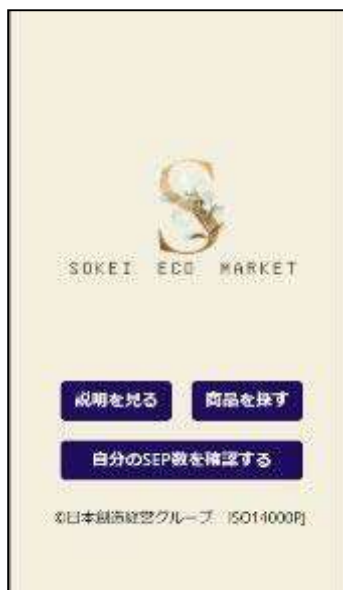 S
SOKEI ECO MARKET
説明を見る 商品を探す
自分のSEP数を確認する
©日本創造経営グループ ISO14000PJ